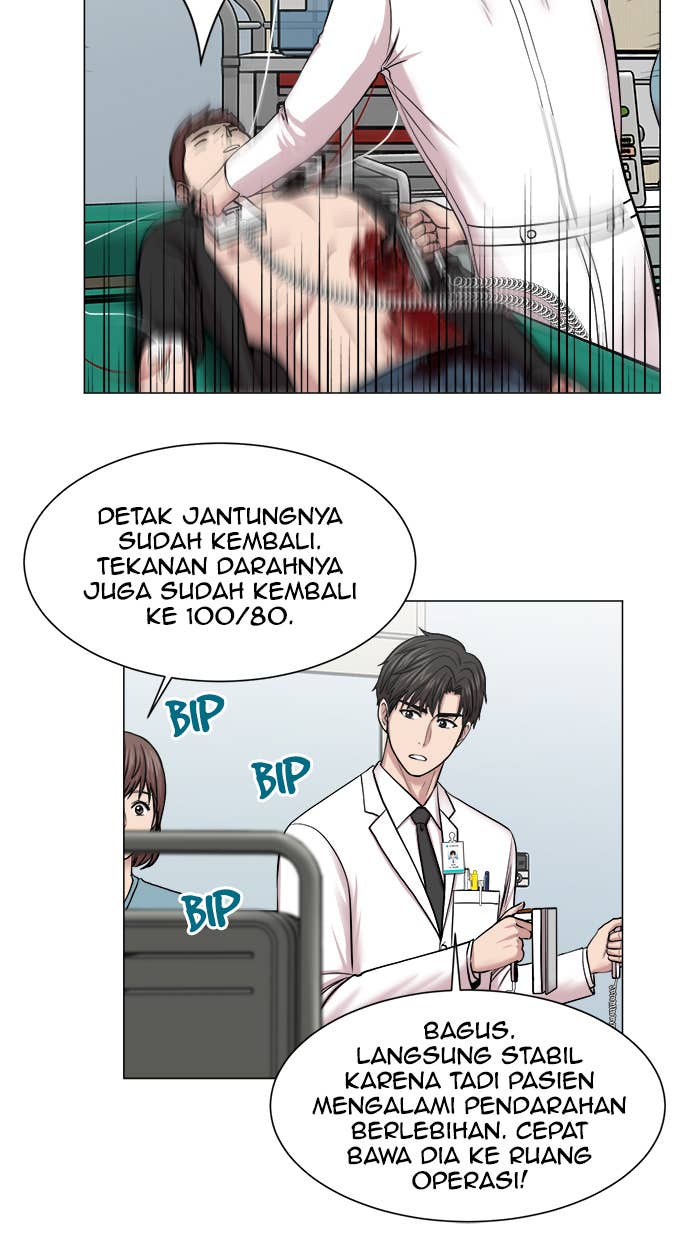 DETAK JANTUNGNYA
SUDAH KEMBALI.
TEKANAN DARAHNYA
JUGA SUDAH KEMBALI
KE 100/80.
BIP
BIP
BIP
BAGUS.
LANGSUNG STABIL
KARENA TADI PASIEN
MENGALAMI PENDARAHAN
BERLEBIHAN. CEPAT
BAWA DIA KE RUANG
OPERASI!